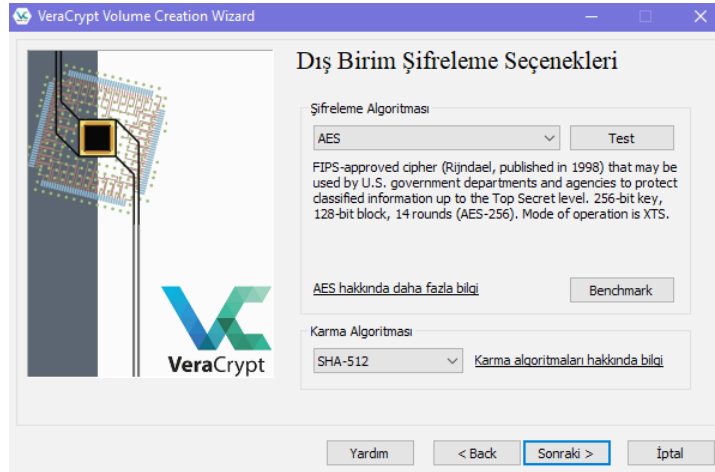 VeraCrypt Volume Creation Wizard
Dış Birim Şifreleme Seçenekleri
Şifreleme Algoritması
AES
Test
FIPS-approved cipher (Rijndael, published in 1998) that may be
used by U.S. government departments and agencies to protect
classified information up to the Top Secret level. 256-bit key,
128-bit block, 14 rounds (AES-256). Mode of operation is XTS.
AES hakkında daha fazla bilgi
Benchmark
Karma Algoritması
SHA-512
Karma algoritmaları hakkında bilgi
VeraCrypt
Yardım
< Back
Sonraki >
İptal